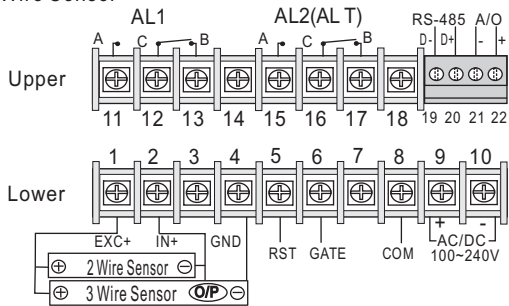 Wire Sensor
AL1 AL2(AL T) RS-485 A/O
A C B A C B D- D+ - +
Upper
11 12 13 14 15 16 17 18 19 20 21 22
1 2 3 4 5 6 7 8 9 10
Lower
+ -
EXC+ IN+ GND RST GATE COM AC/DC
100~240V
2 Wire Sensor
3 Wire Sensor O/P